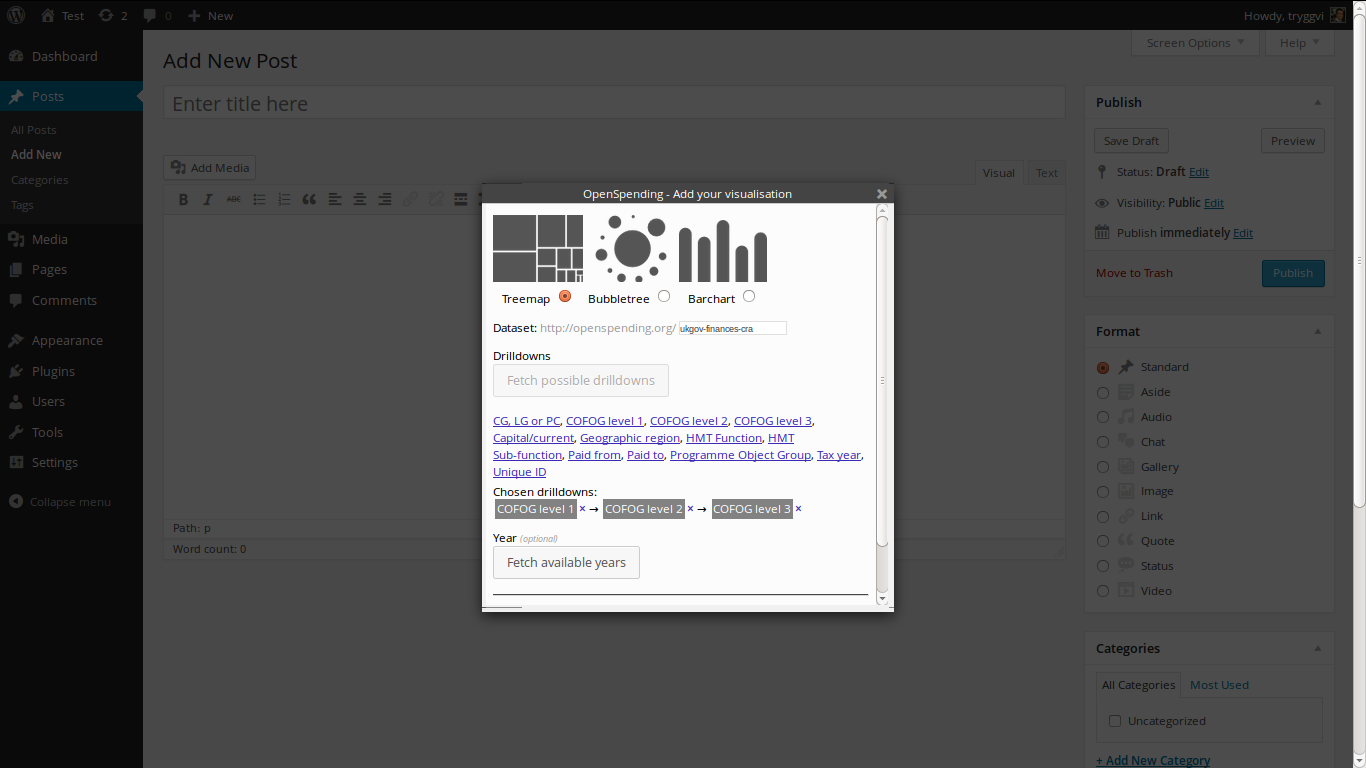 Test 2 0 New Howdy, tryggvi
Screen Options Help
Dashboard
Posts
All Posts
Add New
Categories
Tags
Media
Pages
Comments
Appearance
Plugins
Users
Tools
Settings
Collapse menu
Add New Post
Enter title here
Add Media
Visual Text
B I ABC
Path: p
Word count: 0
OpenSpending - Add your visualisation
Treemap Bubbletree Barchart
Dataset: http://openspending.org/ ukgov-finances-cra
Drilldowns
Fetch possible drilldowns
CG, LG or PC, COFOG level 1, COFOG level 2, COFOG level 3,
Capital/current, Geographic region, HMT Function, HMT
Sub-function, Paid from, Paid to, Programme Object Group, Tax year,
Unique ID
Chosen drilldowns:
COFOG level 1 × → COFOG level 2 × → COFOG level 3 ×
Year (optional)
Fetch available years
Publish
Save Draft Preview
Status: Draft Edit
Visibility: Public Edit
Publish immediately Edit
Move to Trash Publish
Format
Standard
Aside
Audio
Chat
Gallery
Image
Link
Quote
Status
Video
Categories
All Categories Most Used
Uncategorized
+ Add New Category